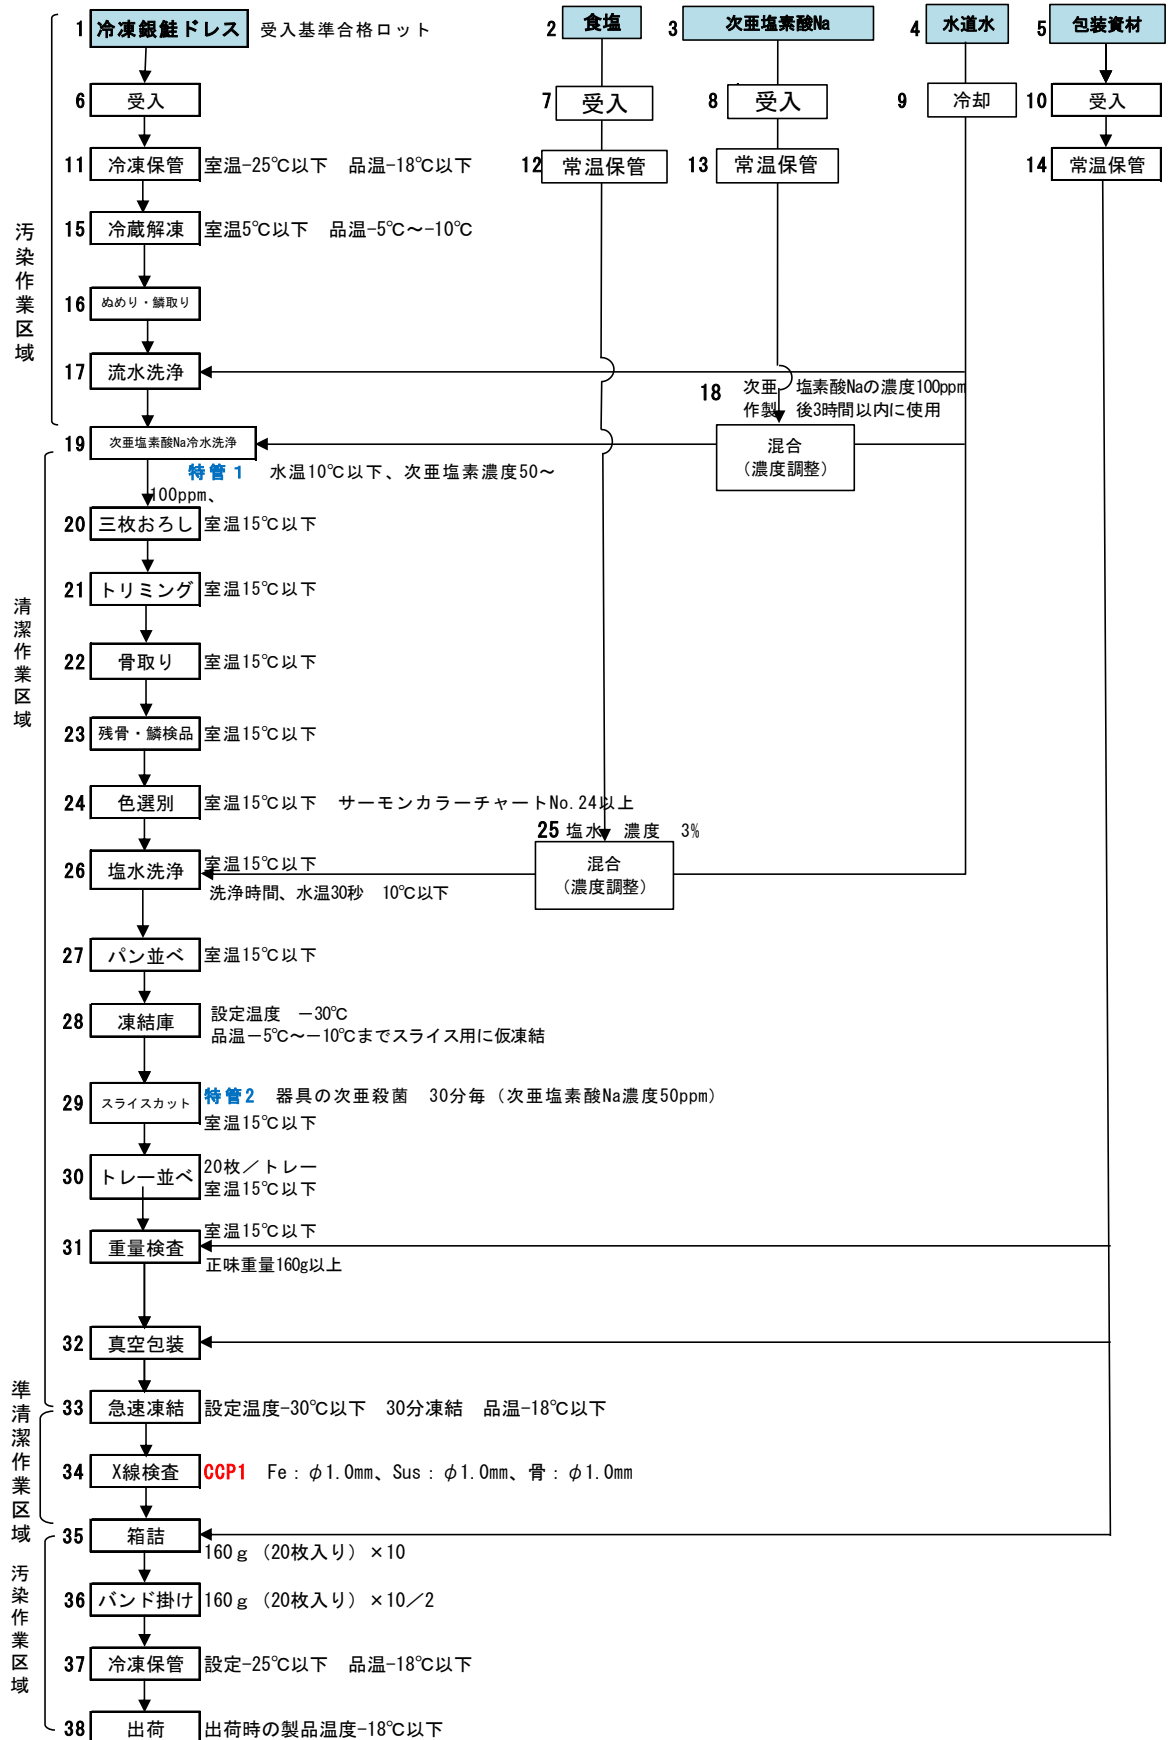 1 冷凍銀鮭ドレス 受入基準合格ロット
2 食塩
3 次亜塩素酸Na
4 水道水
5 包装資材
6 受入
7 受入
8 受入
9 冷却
10 受入
11 冷凍保管 室温-25℃以下 品温-18℃以下
12 常温保管
13 常温保管
14 常温保管
15 冷蔵解凍 室温5℃以下 品温-5℃～-10℃
汚染作業区域
16 ぬめり・鱗取り
17 流水洗浄
18 次亜塩素酸Naの濃度100ppm
作製後3時間以内に使用
混合
（濃度調整）
19 次亜塩素酸Na冷水洗浄
特管1 水温10℃以下、次亜塩素濃度50～
100ppm、
20 三枚おろし 室温15℃以下
21 トリミング 室温15℃以下
清潔作業区域
22 骨取り 室温15℃以下
23 残骨・鱗検品 室温15℃以下
24 色選別 室温15℃以下 サーモンカラーチャートNo.24以上
25 塩水 濃度 3%
混合
（濃度調整）
26 塩水洗浄 室温15℃以下
洗浄時間、水温30秒 10℃以下
27 パン並べ 室温15℃以下
28 凍結庫 設定温度 －30℃
品温－5℃～－10℃までスライス用に仮凍結
29 スライスカット 特管2 器具の次亜殺菌 30分毎（次亜塩素酸Na濃度50ppm）
室温15℃以下
30 トレー並べ 20枚／トレー
室温15℃以下
31 重量検査 室温15℃以下
正味重量160g以上
32 真空包装
33 急速凍結 設定温度-30℃以下 30分凍結 品温-18℃以下
準清潔作業区域
34 X線検査 CCP1 Fe：φ1.0mm、Sus：φ1.0mm、骨：φ1.0mm
35 箱詰
160ｇ（20枚入り）×10
36 バンド掛け 160ｇ（20枚入り）×10／2
汚染作業区域
37 冷凍保管 設定-25℃以下 品温-18℃以下
38 出荷 出荷時の製品温度-18℃以下